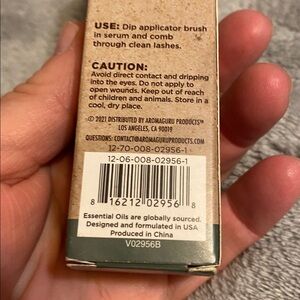 USE: Dip applicator brush
in serum and comb
through clean lashes.
CAUTION:
Avoid direct contact and dripping
into the eyes. Do not apply to
open wounds. Keep out of reach
of children and animals. Store in a
cool, dry place.
© 2021 DISTRIBUTED BY AROMAGURU PRODUCTS™
LOS ANGELES, CA 90019
QUESTIONS: CONTACT@AROMAGURUPRODUCTS.COM
12-70-008-02956-1
12-06-008-02956-1
8 16212 02956 8
Essential Oils are globally sourced.
Designed and formulated in USA
Produced in China
V02956B